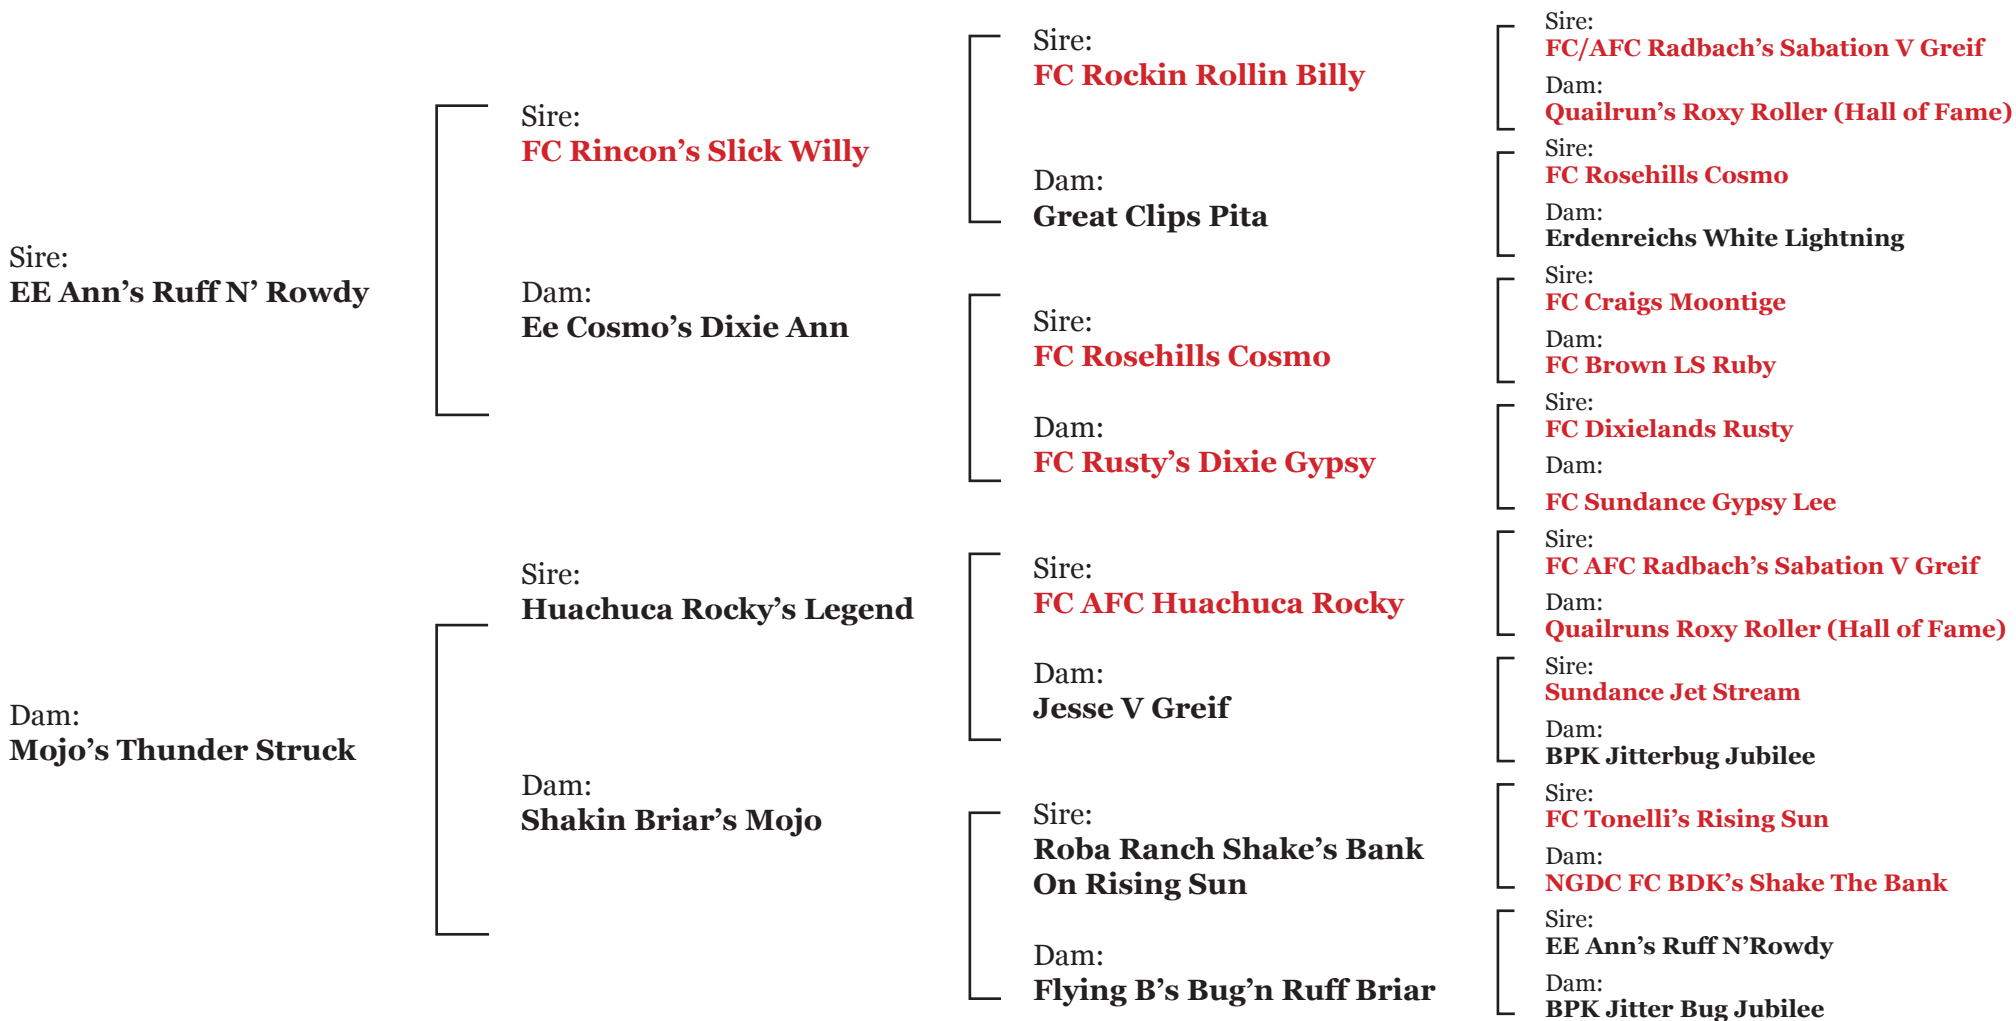 Sire:
EE Ann’s Ruff N’ Rowdy
Dam:
Mojo’s Thunder Struck
Sire:
FC Rincon’s Slick Willy
Dam:
Ee Cosmo’s Dixie Ann
Sire:
Huachuca Rocky’s Legend
Dam:
Shakin Briar’s Mojo
Sire:
FC Rockin Rollin Billy
Dam:
Great Clips Pita
Sire:
FC Rosehills Cosmo
Dam:
FC Rusty’s Dixie Gypsy
Sire:
FC AFC Huachuca Rocky
Dam:
Jesse V Greif
Sire:
Roba Ranch Shake’s Bank
On Rising Sun
Dam:
Flying B’s Bug’n Ruff Briar
Sire:
FC/AFC Radbach’s Sabation V Greif
Dam:
Quailrun’s Roxy Roller (Hall of Fame)
Sire:
FC Rosehills Cosmo
Dam:
Erdenreichs White Lightning
Sire:
FC Craigs Moontige
Dam:
FC Brown LS Ruby
Sire:
FC Dixielands Rusty
Dam:
FC Sundance Gypsy Lee
Sire:
FC AFC Radbach’s Sabation V Greif
Dam:
Quailruns Roxy Roller (Hall of Fame)
Sire:
Sundance Jet Stream
Dam:
BPK Jitterbug Jubilee
Sire:
FC Tonelli’s Rising Sun
Dam:
NGDC FC BDK’s Shake The Bank
Sire:
EE Ann’s Ruff N’Rowdy
Dam:
BPK Jitter Bug Jubilee